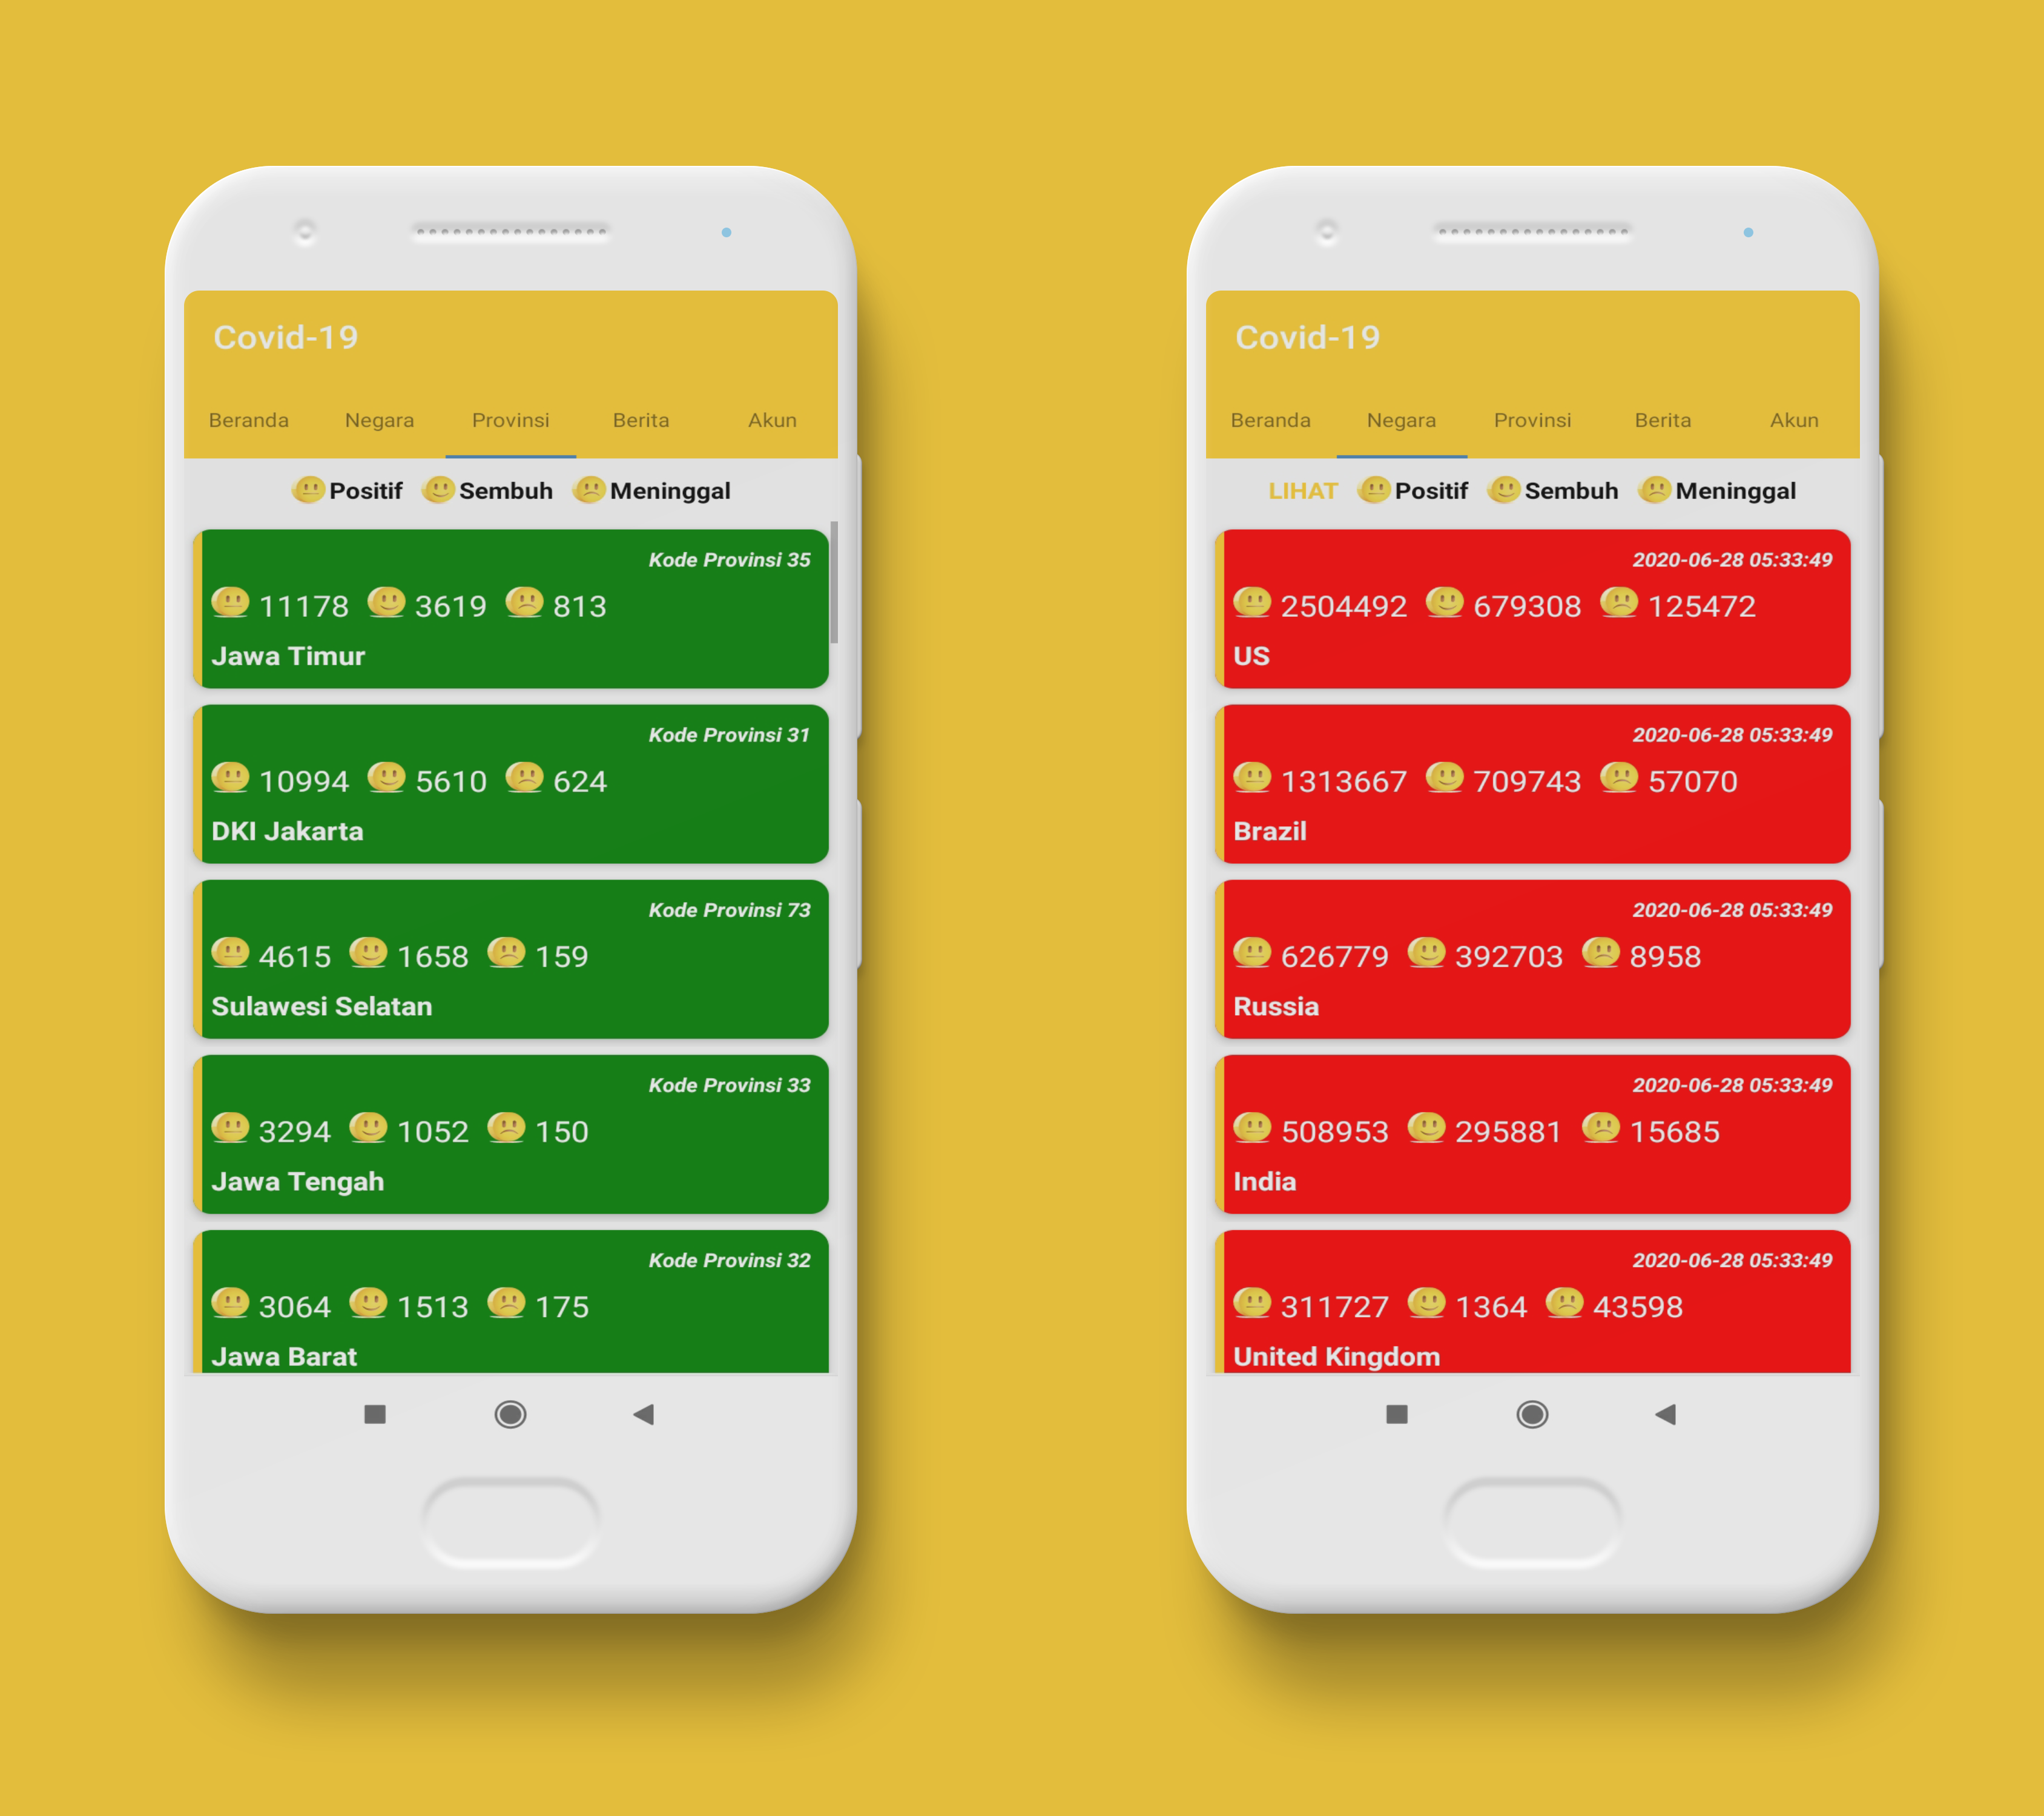 Covid-19
Beranda Negara Provinsi Berita Akun
Positif Sembuh Meninggal
Kode Provinsi 35
11178 3619 813
Jawa Timur
Kode Provinsi 31
10994 5610 624
DKI Jakarta
Kode Provinsi 73
4615 1658 159
Sulawesi Selatan
Kode Provinsi 33
3294 1052 150
Jawa Tengah
Kode Provinsi 32
3064 1513 175
Jawa Barat
Covid-19
Beranda Negara Provinsi Berita Akun
LIHAT Positif Sembuh Meninggal
2020-06-28 05:33:49
2504492 679308 125472
US
2020-06-28 05:33:49
1313667 709743 57070
Brazil
2020-06-28 05:33:49
626779 392703 8958
Russia
2020-06-28 05:33:49
508953 295881 15685
India
2020-06-28 05:33:49
311727 1364 43598
United Kingdom